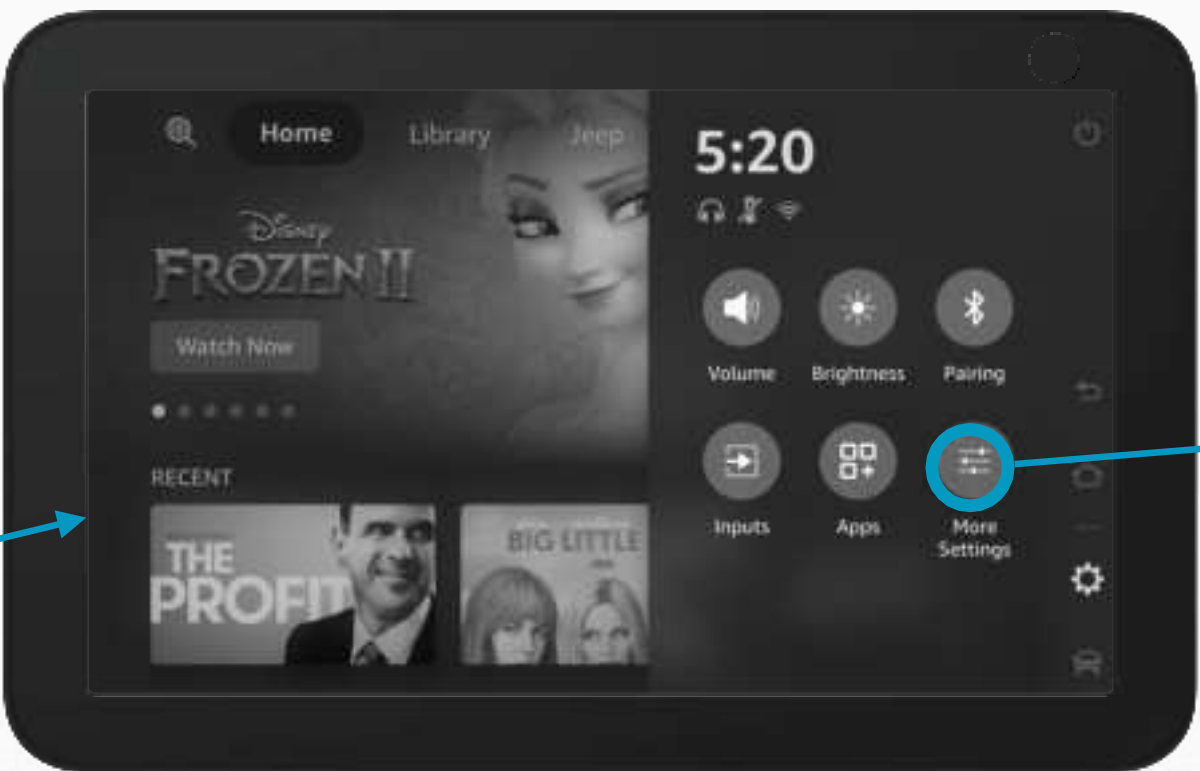 Home Library Jeep
5:20
Disney
FROZEN II
Watch Now
Volume Brightness Pairing
RECENT
Inputs Apps More
Settings
THE
PROFIT
BIG LITTLE